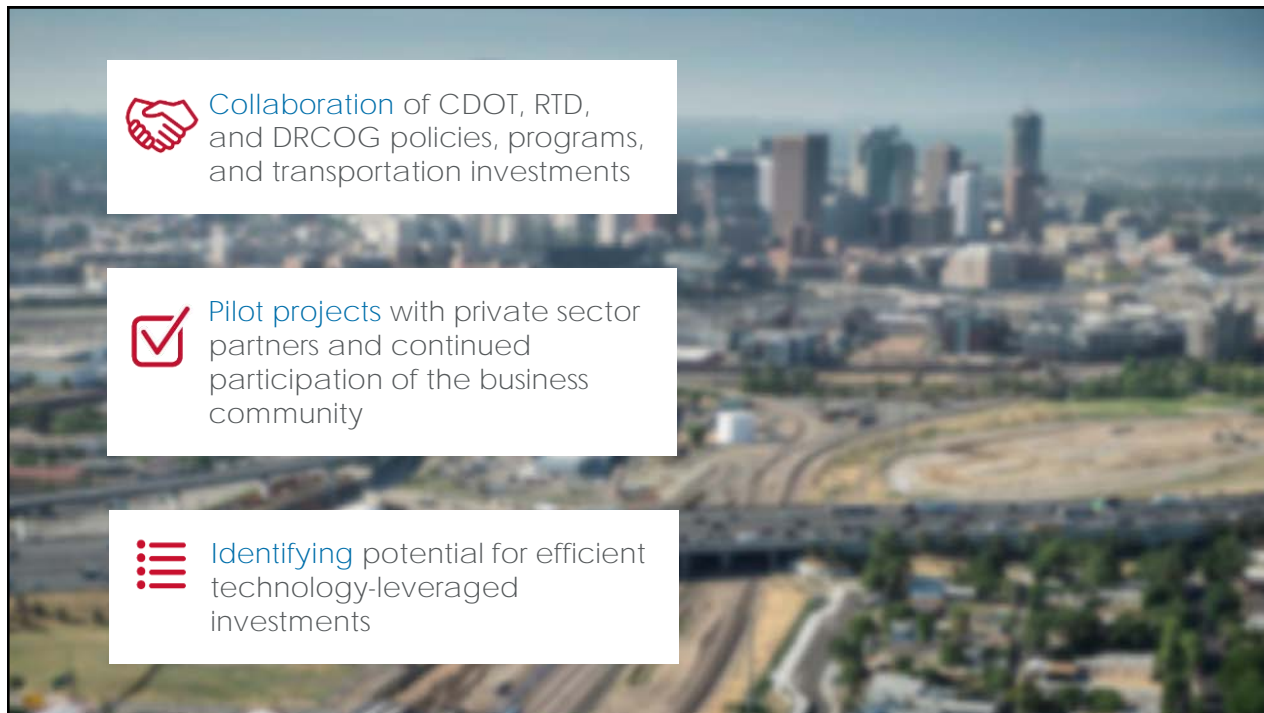 Collaboration of CDOT, RTD,
and DRCOG policies, programs,
and transportation investments
Pilot projects with private sector
partners and continued
participation of the business
community
Identifying potential for efficient
technology-leveraged
investments